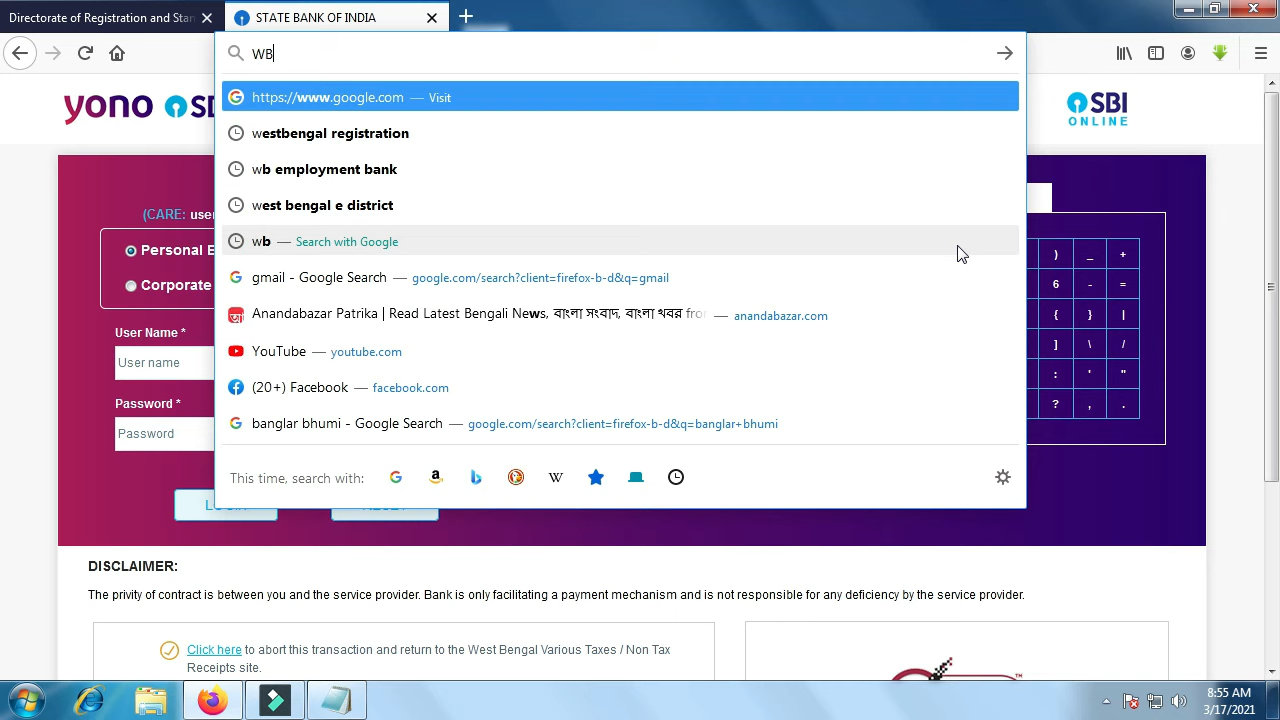 Directorate of Registration and Star
STATE BANK OF INDIA
WB
https://www.google.com — Visit
westbengal registration
wb employment bank
west bengal e district
wb — Search with Google
gmail - Google Search — google.com/search?client=firefox-b-d&q=gmail
Anandabazar Patrika | Read Latest Bengali News, বাংলা সংবাদ, বাংলা খবর from — anandabazar.com
YouTube — youtube.com
(20+) Facebook — facebook.com
banglar bhumi - Google Search — google.com/search?client=firefox-b-d&q=banglar+bhumi
This time, search with:
yono
SBI
ONLINE
(CARE: user
Personal
Corporate
User Name *
User name
Password *
Password
) _ +
6 - =
{ } |
] \ /
: ' "
? , .
DISCLAIMER:
The privity of contract is between you and the service provider. Bank is only facilitating a payment mechanism and is not responsible for any deficiency by the service provider.
Click here to abort this transaction and return to the West Bengal Various Taxes / Non Tax
Receipts site.
TM
8:55 AM
3/17/2021